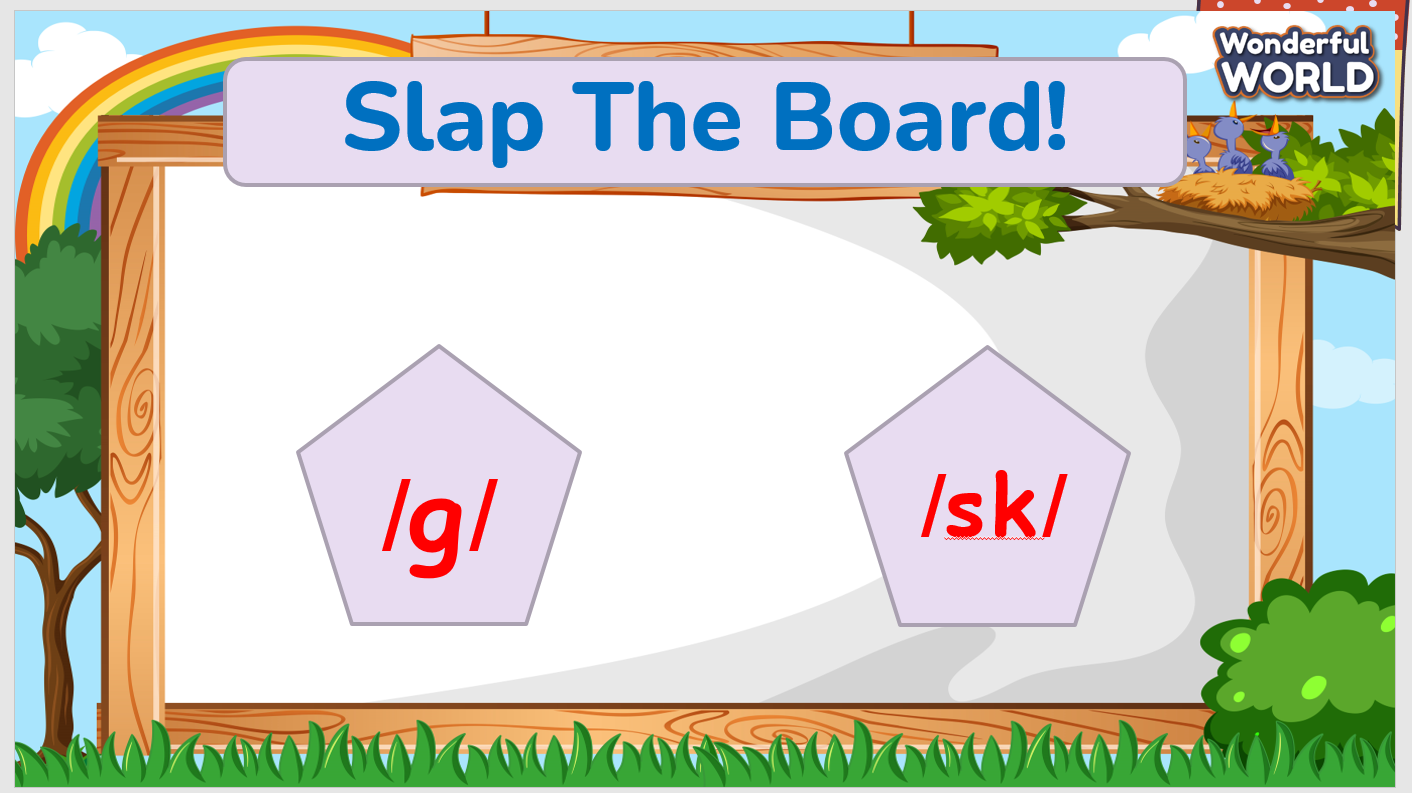 Wonderful
WORLD
Slap The Board!
/g/
/sk/